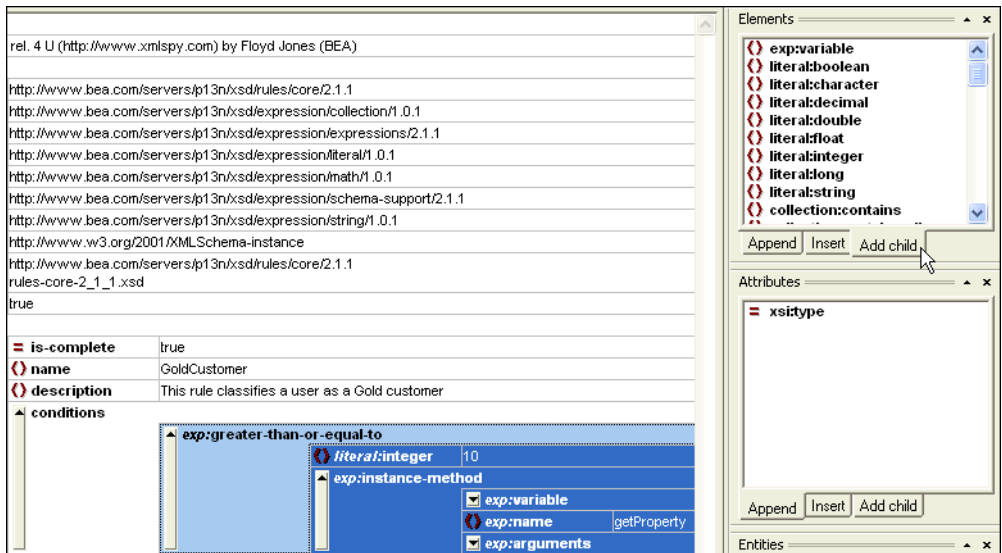 rel. 4 U (http://www.xmlspy.com) by Floyd Jones (BEA)
http://www.bea.com/servers/p13n/xsd/rules/core/2.1.1
http://www.bea.com/servers/p13n/xsd/expression/collection/1.0.1
http://www.bea.com/servers/p13n/xsd/expression/expressions/2.1.1
http://www.bea.com/servers/p13n/xsd/expression/literal/1.0.1
http://www.bea.com/servers/p13n/xsd/expression/math/1.0.1
http://www.bea.com/servers/p13n/xsd/expression/schema-support/2.1.1
http://www.bea.com/servers/p13n/xsd/expression/string/1.0.1
http://www.w3.org/2001/XMLSchema-instance
http://www.bea.com/servers/p13n/xsd/rules/core/2.1.1
rules-core-2_1_1.xsd
true
= is-complete true
() name GoldCustomer
() description This rule classifies a user as a Gold customer
conditions
exp:greater-than-or-equal-to
() literal:integer 10
exp:instance-method
exp:variable
() exp:name getProperty
exp:arguments
Elements
() exp:variable
() literal:boolean
() literal:character
() literal:decimal
() literal:double
() literal:float
() literal:integer
() literal:long
() literal:string
() collection:contains
Append Insert Add child
Attributes
= xsi:type
Append Insert Add child
Entities